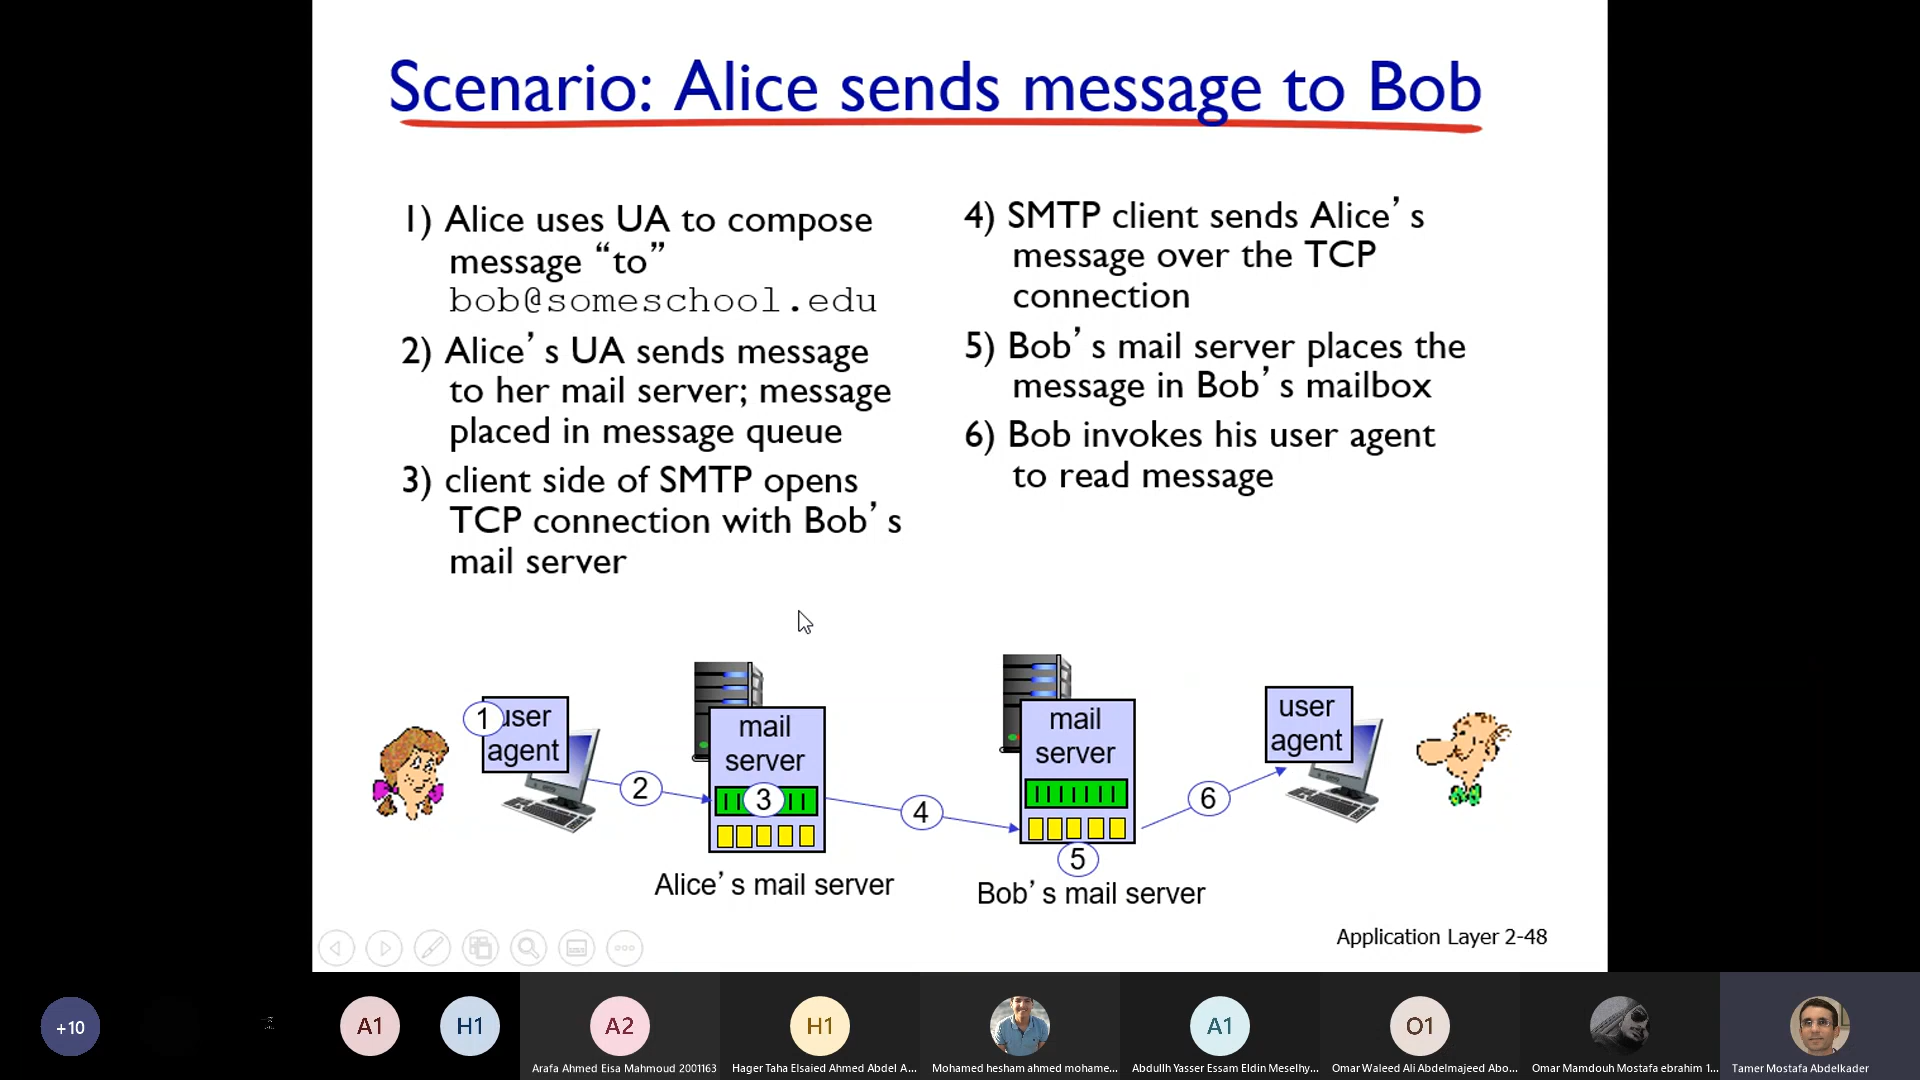 Scenario: Alice sends message to Bob
1) Alice uses UA to compose
message “to”
bob@someschool.edu
2) Alice’s UA sends message
to her mail server; message
placed in message queue
3) client side of SMTP opens
TCP connection with Bob’s
mail server
4) SMTP client sends Alice’s
message over the TCP
connection
5) Bob’s mail server places the
message in Bob’s mailbox
6) Bob invokes his user agent
to read message
1 user
agent
2
mail
server
3
4
mail
server
5
6
user
agent
Alice’s mail server
Bob’s mail server
Application Layer 2-48
+10
A1
H1
A2
H1
A1
O1
Arafa Ahmed Eisa Mahmoud 2001163
Hager Taha Elsaied Ahmed Abdel A...
Mohamed hesham ahmed mohame...
Abdullh Yasser Essam Eldin Meselhy...
Omar Waleed Ali Abdelmajeed Abo...
Omar Mamdouh Mostafa ebrahim 1...
Tamer Mostafa Abdelkader